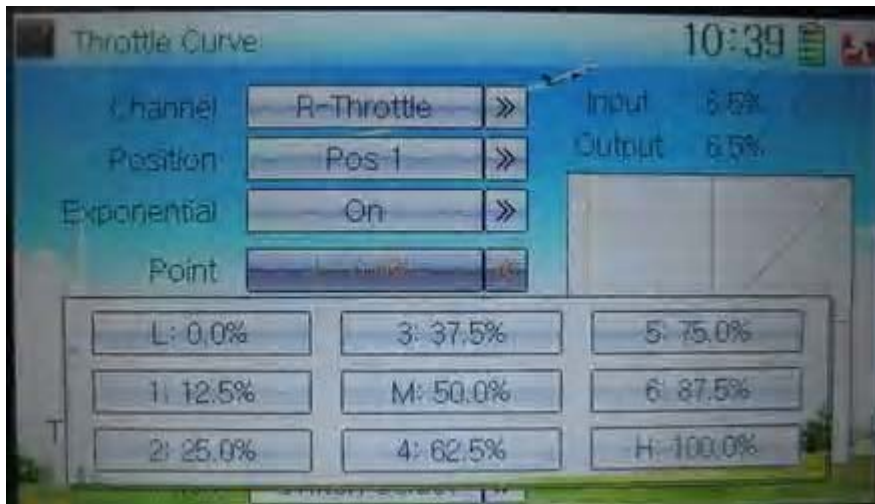 Throttle Curve 10:39
Channel R-Throttle » Input 6.5%
Position Pos 1 » Output 6.5%
Exponential On »
Point
L: 0.0% 3: 37.5% 5: 75.0%
1: 12.5% M: 50.0% 6: 87.5%
2: 25.0% 4: 62.5% H: 100.0%